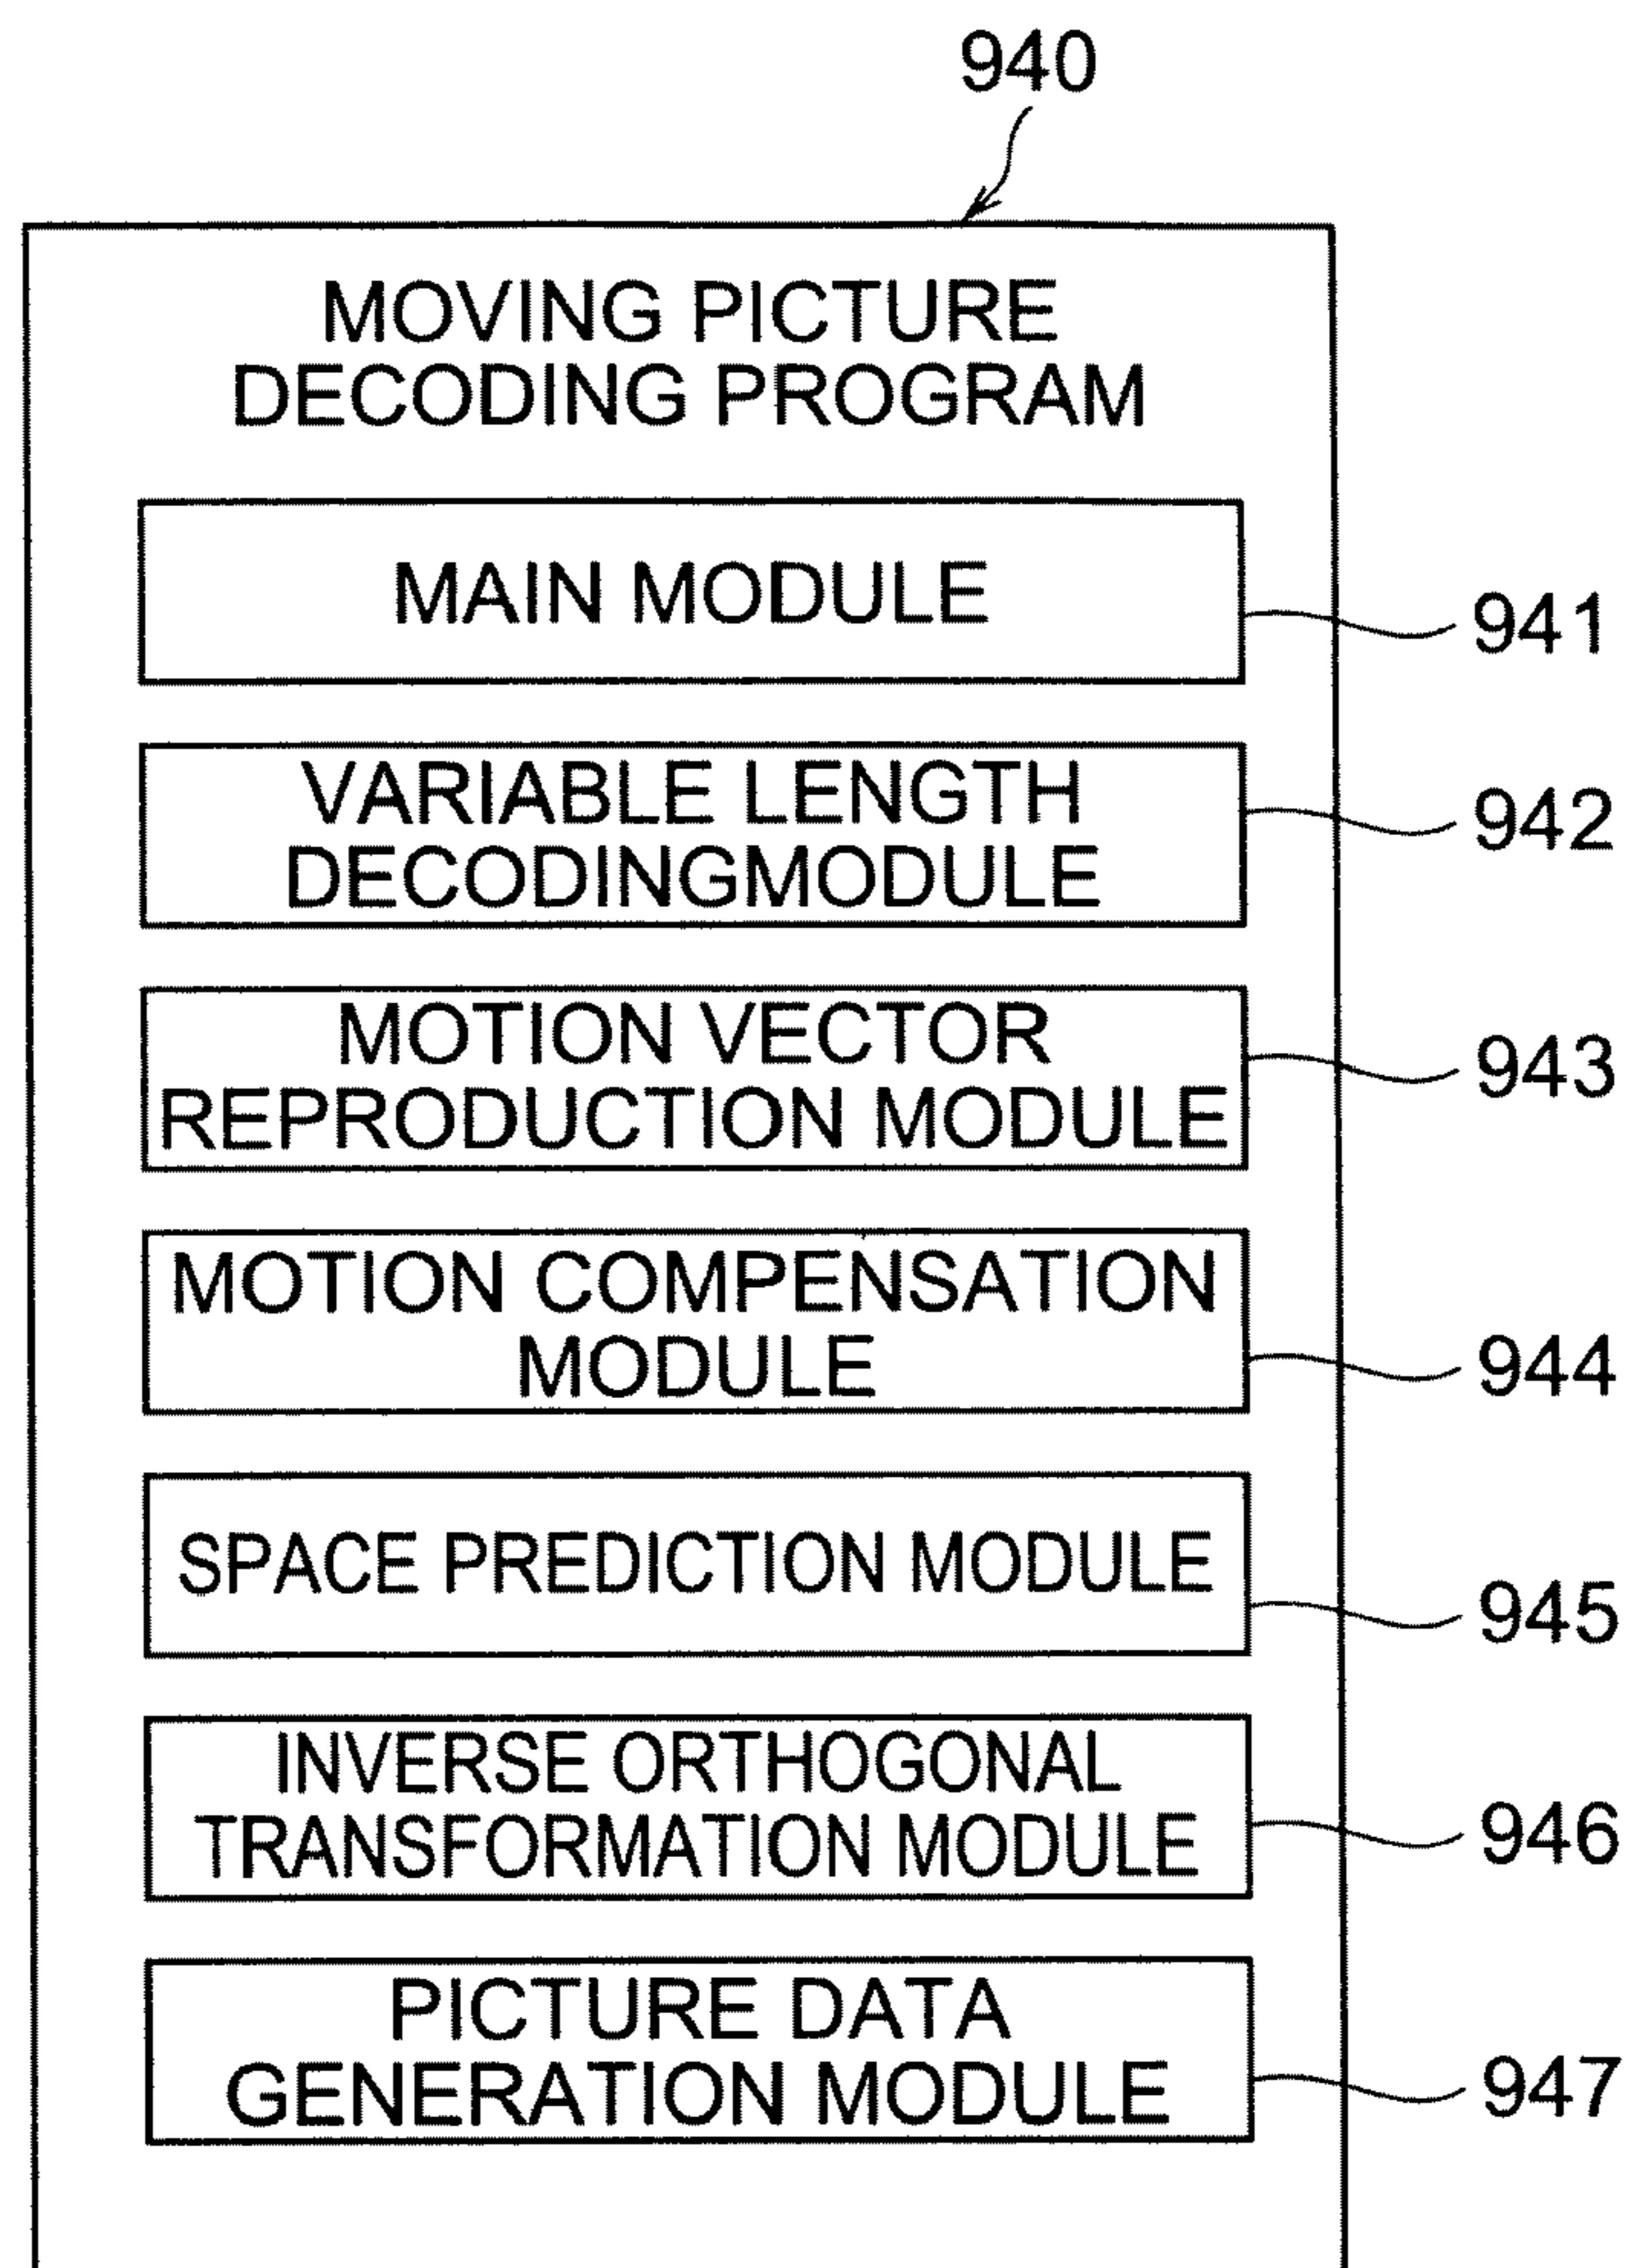 940
MOVING PICTURE
DECODING PROGRAM
MAIN MODULE
941
VARIABLE LENGTH
DECODINGMODULE
942
MOTION VECTOR
REPRODUCTION MODULE
943
MOTION COMPENSATION
MODULE
944
SPACE PREDICTION MODULE
945
INVERSE ORTHOGONAL
TRANSFORMATION MODULE
946
PICTURE DATA
GENERATION MODULE
947